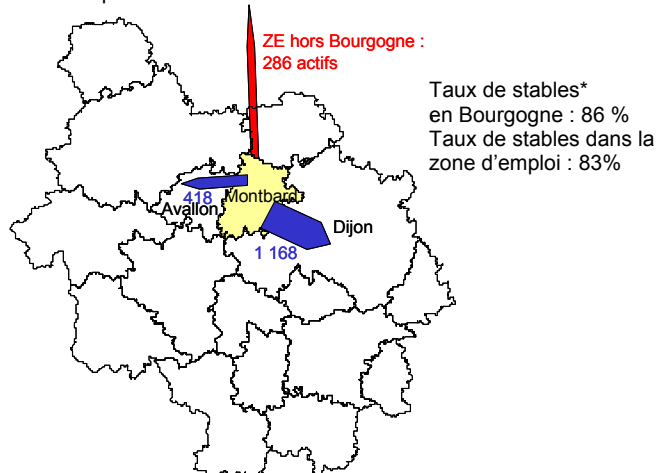 ZE hors Bourgogne :
286 actifs
Taux de stables*
en Bourgogne : 86 %
Taux de stables dans la
zone d'emploi : 83%
418
Montbard
Avallon
Dijon
1 168